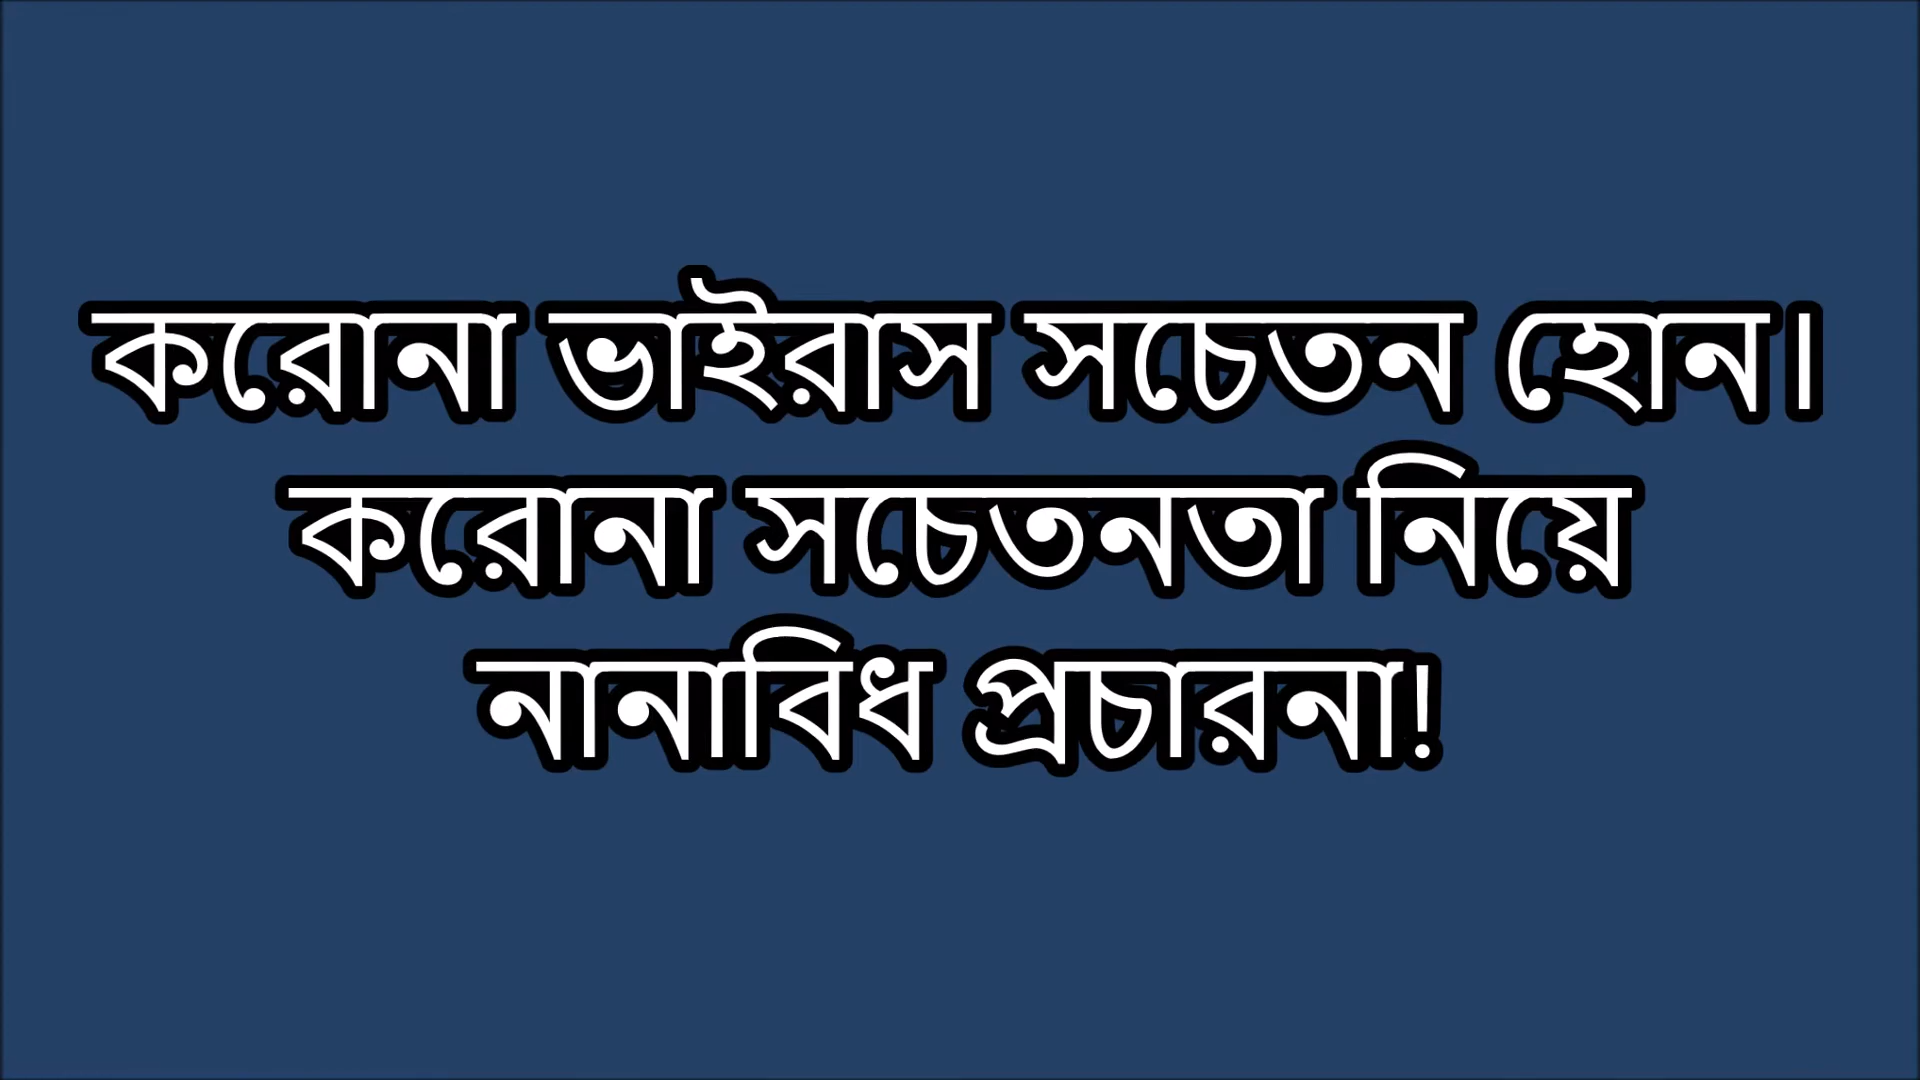 করোনা ভাইরাস সচেতন হোন।
করোনা সচেতনতা নিয়ে
নানাবিধ প্রচারনা!